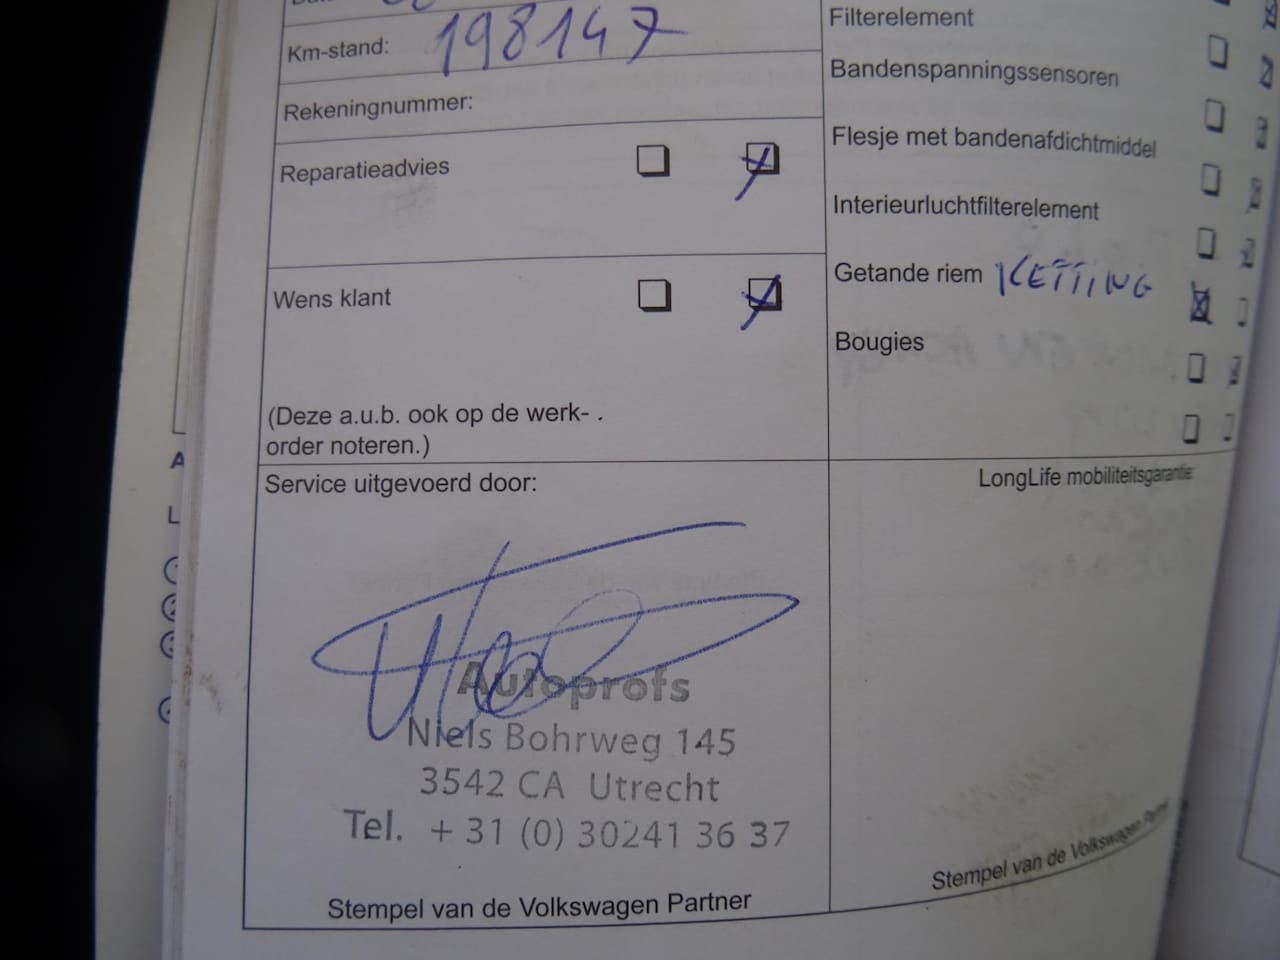 Km-stand: 198147
Rekeningnummer:
Reparatieadvies
Wens klant
(Deze a.u.b. ook op de werk-
order noteren.)
Service uitgevoerd door:
Autoprofs
Niels Bohrweg 145
3542 CA Utrecht
Tel. + 31 (0) 30241 36 37
Stempel van de Volkswagen Partner
Filterelement
Bandenspanningssensoren
Flesje met bandenafdichtmiddel
Interieurluchtfilterelement
Getande riem KETTING
Bougies
LongLife mobiliteitsgarantie:
Stempel van de Volkswagen Partner